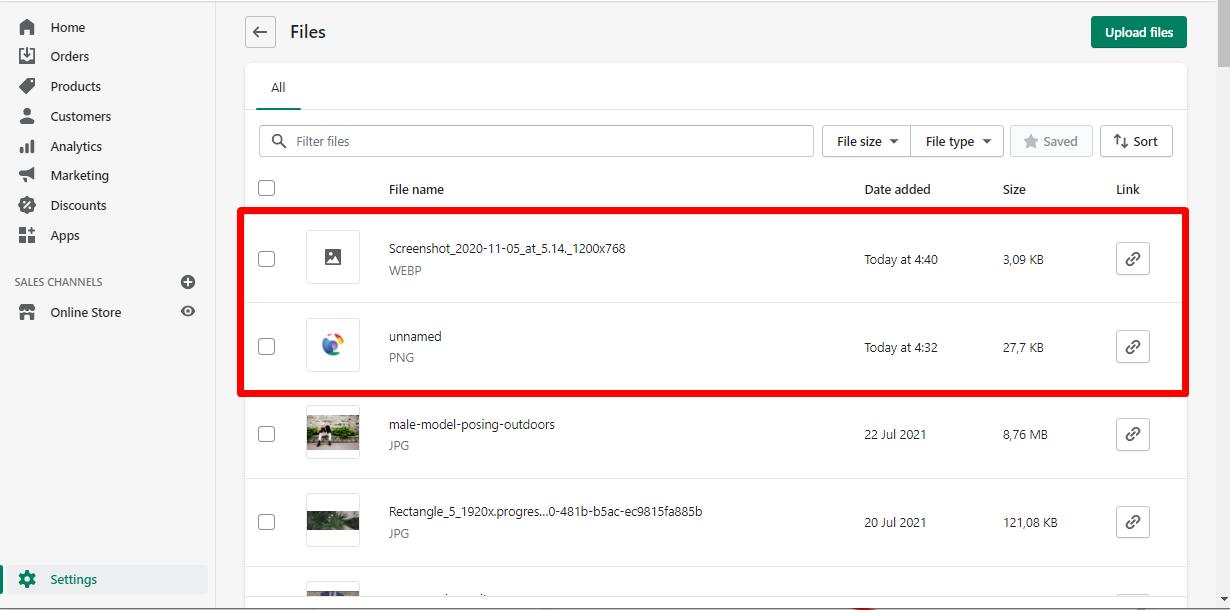 Home
Orders
Products
Customers
Analytics
Marketing
Discounts
Apps
SALES CHANNELS
Online Store
Settings
Files
Upload files
All
Filter files
File size
File type
Saved
Sort
File name
Date added
Size
Link
Screenshot_2020-11-05_at_5.14._1200x768
WEBP
Today at 4:40
3,09 KB
unnamed
PNG
Today at 4:32
27,7 KB
male-model-posing-outdoors
JPG
22 Jul 2021
8,76 MB
Rectangle_5_1920x.progres...0-481b-b5ac-ec9815fa885b
JPG
20 Jul 2021
121,08 KB